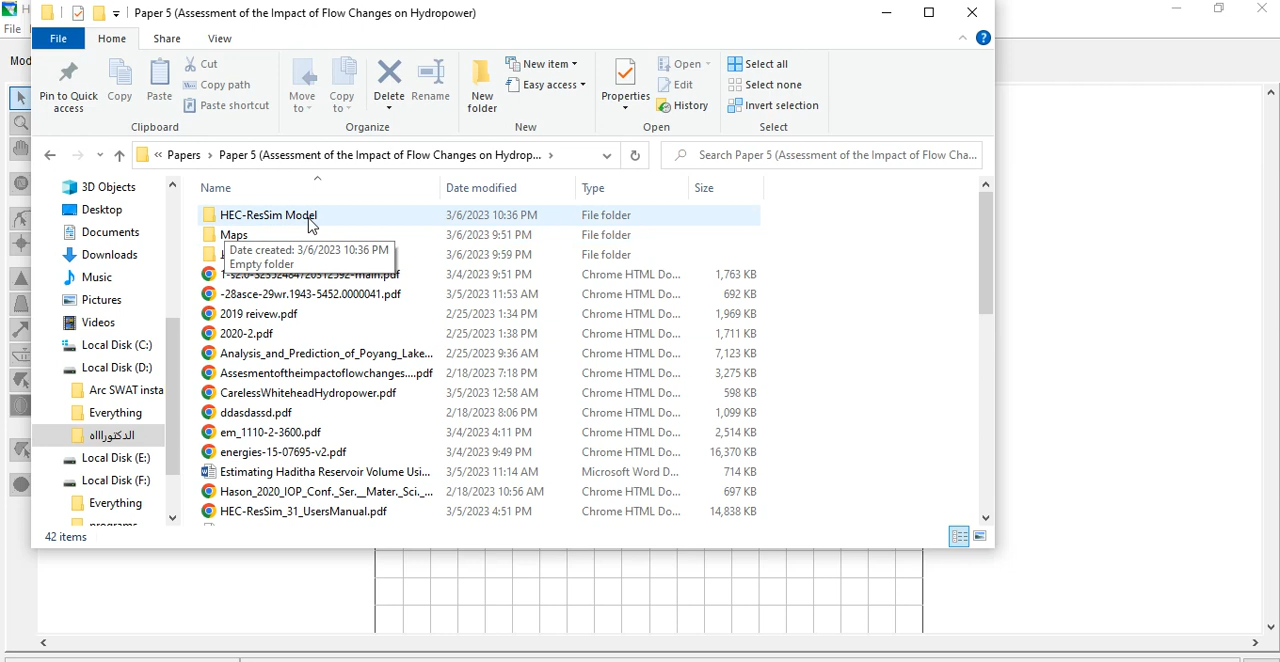 H
Paper 5 (Assessment of the Impact of Flow Changes on Hydropower)
File
File
Home
Share
View
Mod
Pin to Quick access
Copy
Paste
Cut
Copy path
Paste shortcut
Clipboard
Move to
Copy to
Delete
Rename
Organize
New folder
New item
Easy access
New
Properties
Open
Edit
History
Open
Select all
Select none
Invert selection
Select
« Papers › Paper 5 (Assessment of the Impact of Flow Changes on Hydrop... ›
Search Paper 5 (Assessment of the Impact of Flow Cha...
3D Objects
Desktop
Documents
Downloads
Music
Pictures
Videos
Local Disk (C:)
Local Disk (D:)
Arc SWAT insta
Everything
الدكتوراااه
Local Disk (E:)
Local Disk (F:)
Everything
programs
Name Date modified Type Size
HEC-ResSim Model 3/6/2023 10:36 PM File folder
Maps 3/6/2023 9:51 PM File folder
3/6/2023 9:59 PM File folder
Date created: 3/6/2023 10:36 PM
Empty folder
3/4/2023 9:51 PM Chrome HTML Do... 1,763 KB
-28asce-29wr.1943-5452.0000041.pdf 3/5/2023 11:53 AM Chrome HTML Do... 692 KB
2019 reivew.pdf 2/25/2023 1:34 PM Chrome HTML Do... 1,969 KB
2020-2.pdf 2/25/2023 1:38 PM Chrome HTML Do... 1,711 KB
Analysis_and_Prediction_of_Poyang_Lake... 2/25/2023 9:36 AM Chrome HTML Do... 7,123 KB
Assesmentoftheimpactoflowchanges....pdf 2/18/2023 7:18 PM Chrome HTML Do... 3,275 KB
CarelessWhiteheadHydropower.pdf 3/5/2023 12:58 AM Chrome HTML Do... 598 KB
ddasdassd.pdf 2/18/2023 8:06 PM Chrome HTML Do... 1,099 KB
em_1110-2-3600.pdf 3/4/2023 4:11 PM Chrome HTML Do... 2,514 KB
energies-15-07695-v2.pdf 3/4/2023 9:49 PM Chrome HTML Do... 16,370 KB
Estimating Haditha Reservoir Volume Usi... 3/5/2023 11:14 AM Microsoft Word D... 714 KB
Hason_2020_IOP_Conf._Ser.__Mater._Sci._... 2/18/2023 10:56 AM Chrome HTML Do... 697 KB
HEC-ResSim_31_UsersManual.pdf 3/5/2023 4:51 PM Chrome HTML Do... 14,838 KB
42 items